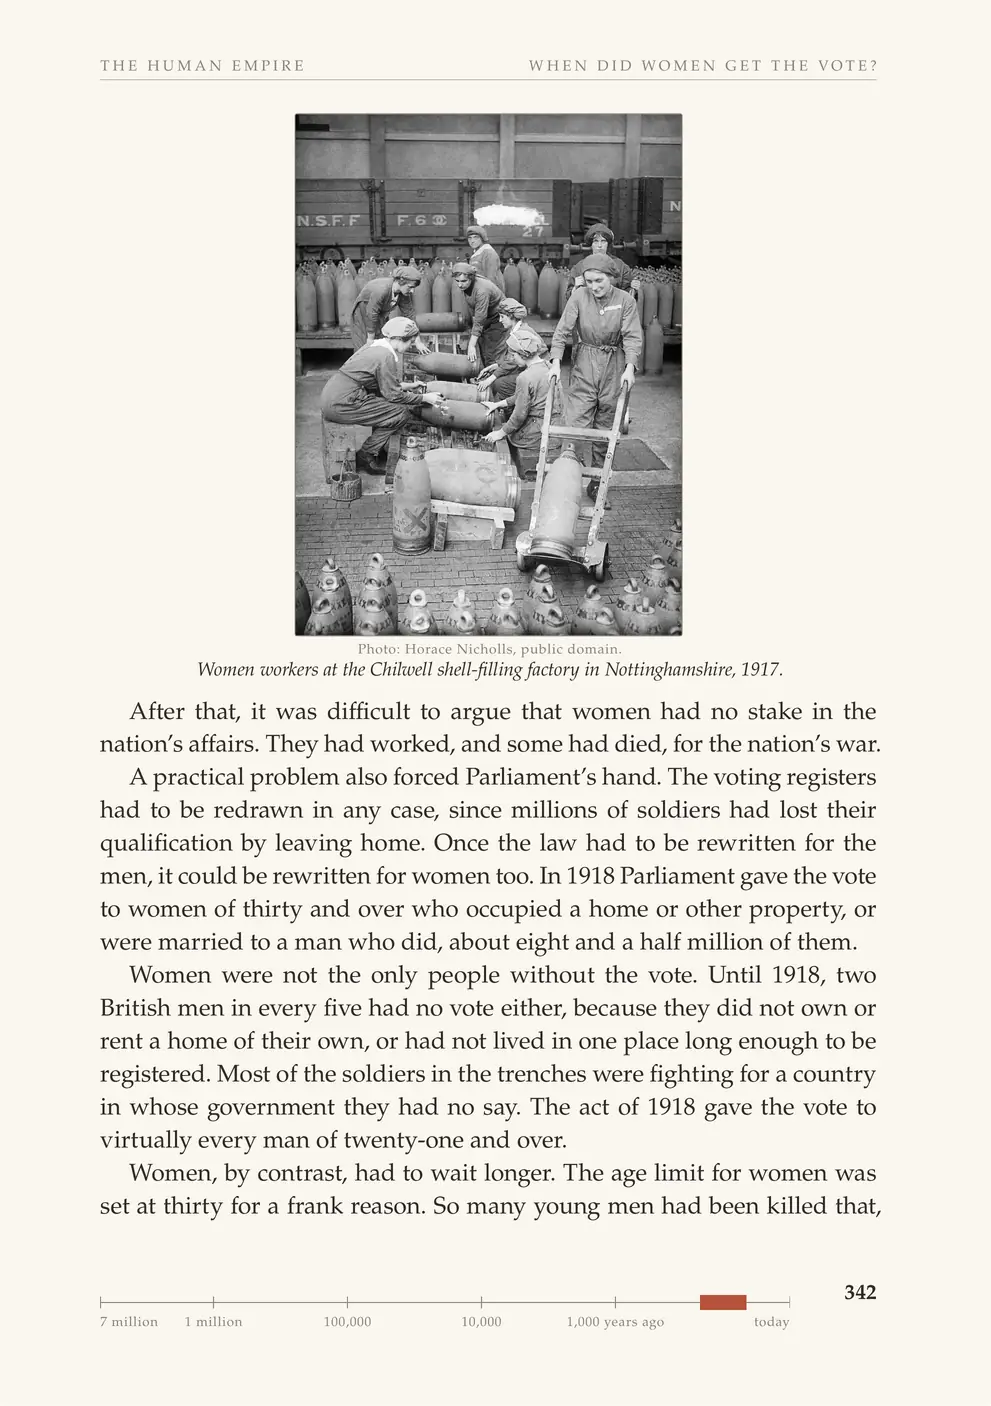 THE HUMAN EMPIRE
WHEN DID WOMEN GET THE VOTE?
N.S.F.F
F.6
27
N
Photo: Horace Nicholls, public domain.
Women workers at the Chilwell shell-filling factory in Nottinghamshire, 1917.
After that, it was difficult to argue that women had no stake in the
nation’s affairs. They had worked, and some had died, for the nation’s war.
A practical problem also forced Parliament’s hand. The voting registers
had to be redrawn in any case, since millions of soldiers had lost their
qualification by leaving home. Once the law had to be rewritten for the
men, it could be rewritten for women too. In 1918 Parliament gave the vote
to women of thirty and over who occupied a home or other property, or
were married to a man who did, about eight and a half million of them.
Women were not the only people without the vote. Until 1918, two
British men in every five had no vote either, because they did not own or
rent a home of their own, or had not lived in one place long enough to be
registered. Most of the soldiers in the trenches were fighting for a country
in whose government they had no say. The act of 1918 gave the vote to
virtually every man of twenty-one and over.
Women, by contrast, had to wait longer. The age limit for women was
set at thirty for a frank reason. So many young men had been killed that,
342
7 million 1 million 100,000 10,000 1,000 years ago today